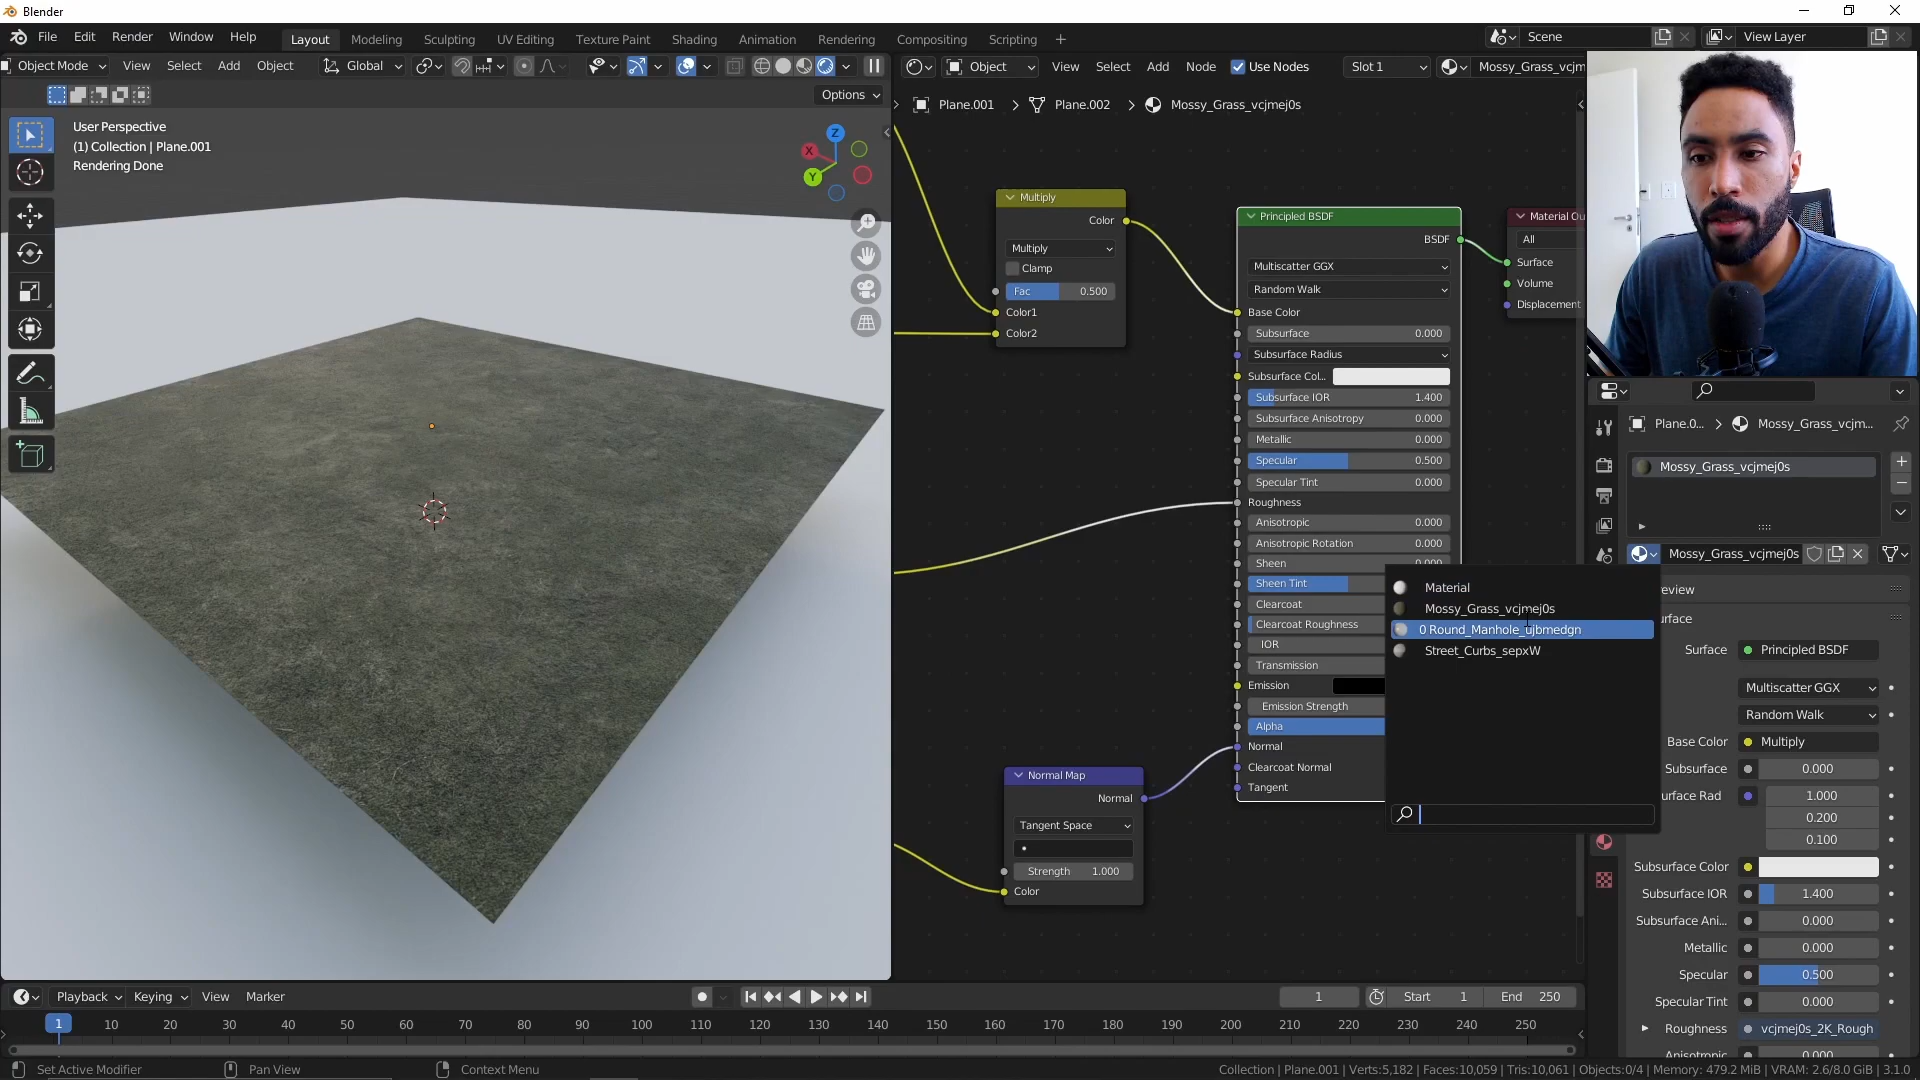 Blender
File Edit Render Window Help
Layout Modeling Sculpting UV Editing Texture Paint Shading Animation Rendering Compositing Scripting +
Scene
View Layer
Object Mode View Select Add Object Global
Options
Object View Select Add Node Use Nodes Slot 1 Mossy_Grass_vcjm
Plane.001 > Plane.002 > Mossy_Grass_vcjmej0s
User Perspective
(1) Collection | Plane.001
Rendering Done
Z
X
Y
Multiply
Color
Multiply
Clamp
Fac 0.500
Color1
Color2
Principled BSDF
BSDF
Multiscatter GGX
Random Walk
Base Color
Subsurface 0.000
Subsurface Radius
Subsurface Col...
Subsurface IOR 1.400
Subsurface Anisotropy 0.000
Metallic 0.000
Specular 0.500
Specular Tint 0.000
Roughness
Anisotropic 0.000
Anisotropic Rotation 0.000
Sheen 0.000
Sheen Tint
Clearcoat
Clearcoat Roughness
IOR
Transmission
Emission
Emission Strength
Alpha
Normal
Clearcoat Normal
Tangent
Material Ou
All
Surface
Volume
Displacement
Normal Map
Normal
Tangent Space
Strength 1.000
Color
Material
Mossy_Grass_vcjmej0s
0 Round_Manhole_ujbmedgn
Street_Curbs_sepxW
Plane.0... > Mossy_Grass_vcjm...
Mossy_Grass_vcjmej0s
Mossy_Grass_vcjmej0s
eview
urface
Surface Principled BSDF
Multiscatter GGX
Random Walk
Base Color Multiply
Subsurface 0.000
urface Rad 1.000
0.200
0.100
Subsurface Color
Subsurface IOR 1.400
Subsurface Ani... 0.000
Metallic 0.000
Specular 0.500
Specular Tint 0.000
Roughness vcjmej0s_2K_Rough
Anisotropic 0.000
Playback Keying View Marker
1 Start 1 End 250
1 10 20 30 40 50 60 70 80 90 100 110 120 130 140 150 160 170 180 190 200 210 220 230 240 250
Set Active Modifier Pan View Context Menu
Collection | Plane.001 | Verts:5,182 | Faces:10,059 | Tris:10,061 | Objects:0/4 | Memory: 479.2 MiB | VRAM: 2.6/8.0 GiB | 3.1.0